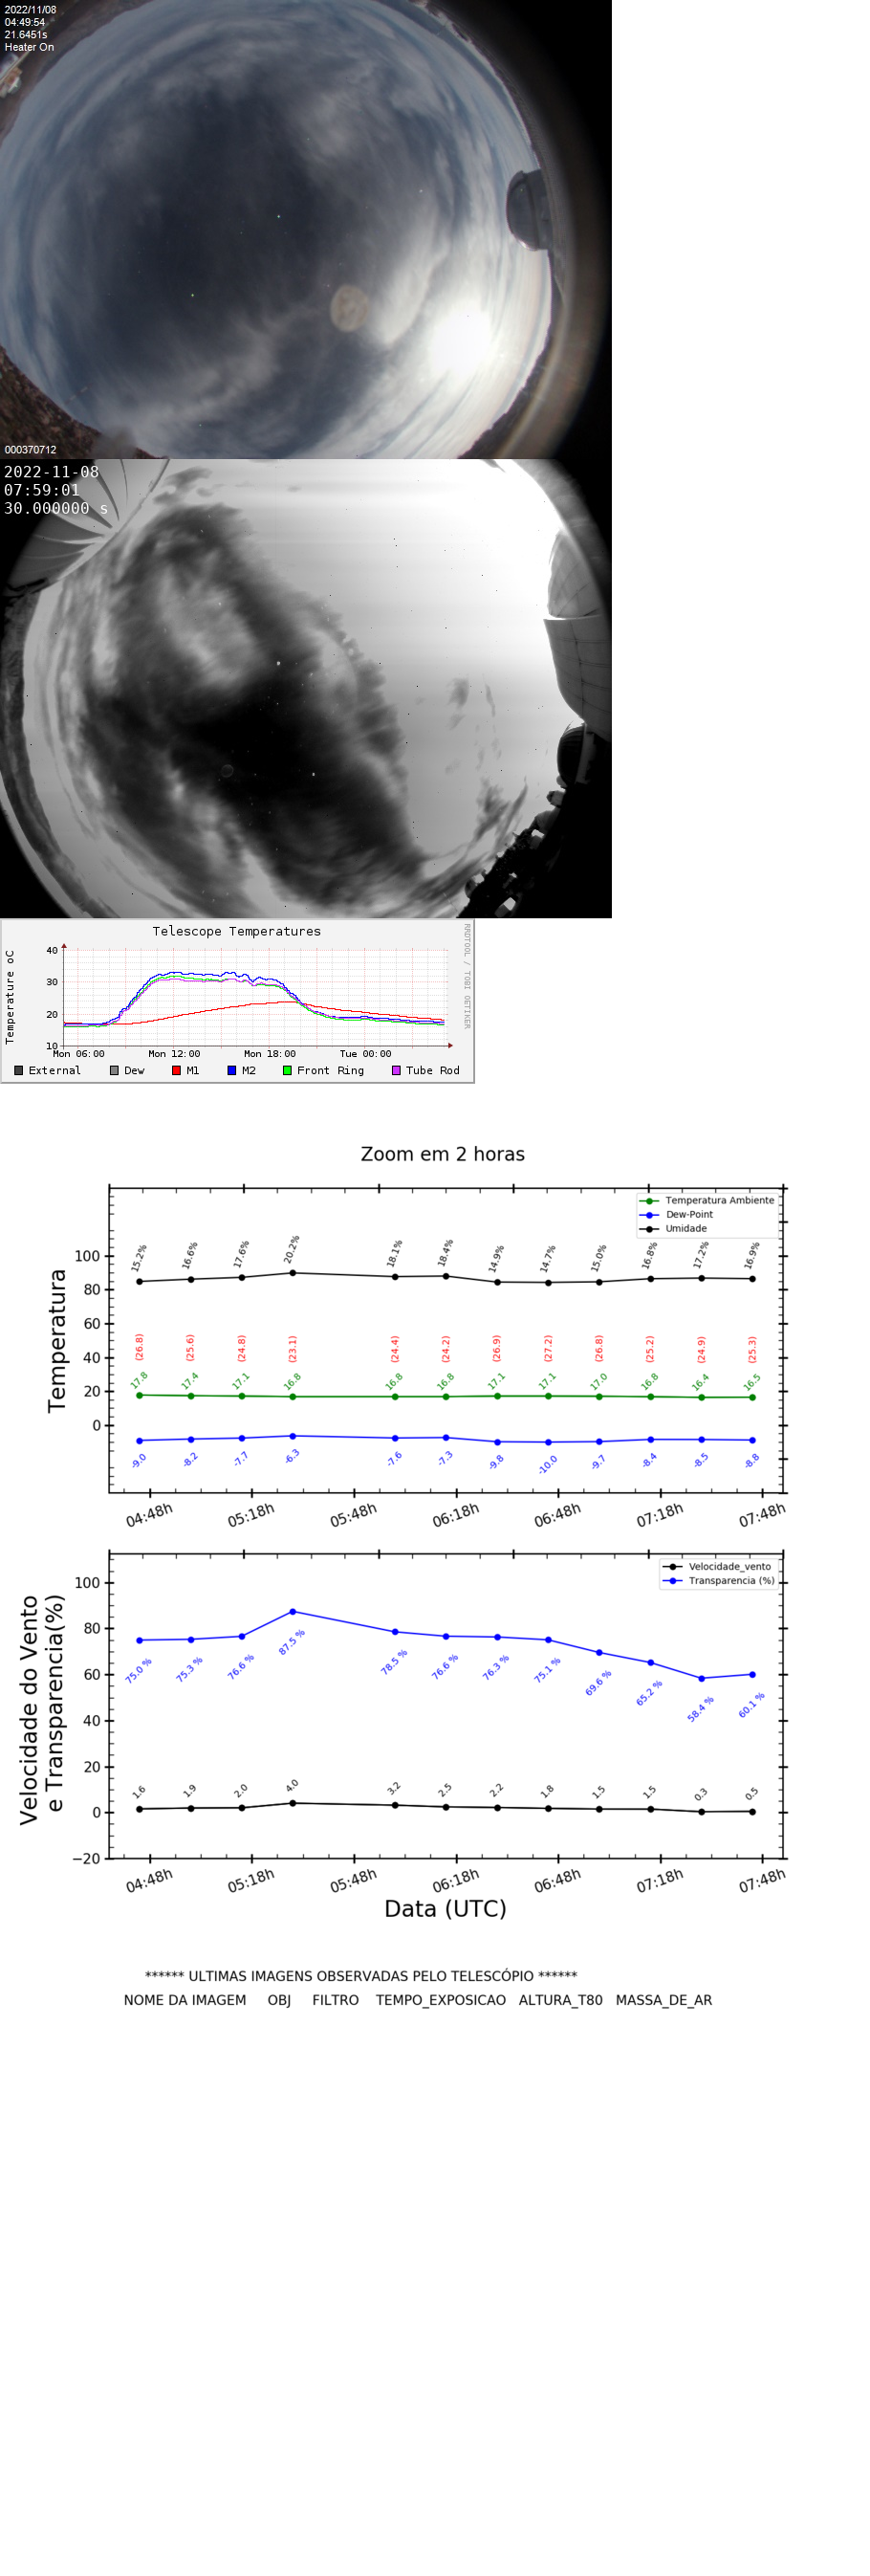 2022/11/08
04:49:54
21.6451s
Heater On
000370712
2022-11-08
07:59:01
30.000000 s
Telescope Temperatures
RRDTOOL / TOBI OETIKER
Temperature oC
40
30
20
10
Mon 06:00 Mon 12:00 Mon 18:00 Tue 00:00
External Dew M1 M2 Front Ring Tube Rod
Zoom em 2 horas
Temperatura Ambiente
Dew-Point
Umidade
Temperatura
100
80
60
40
20
0
15.2% 16.6% 17.6% 20.2% 18.1% 18.4% 14.9% 14.7% 15.0% 16.8% 17.2% 16.9%
(26.8) (25.6) (24.8) (23.1) (24.4) (24.2) (26.9) (27.2) (26.8) (25.2) (24.9) (25.3)
17.8 17.4 17.1 16.8 16.8 16.8 17.1 17.1 17.0 16.8 16.4 16.5
-9.0 -8.2 -7.7 -6.3 -7.6 -7.3 -9.8 -10.0 -9.7 -8.4 -8.5 -8.8
04:48h 05:18h 05:48h 06:18h 06:48h 07:18h 07:48h
Velocidade_vento
Transparencia (%)
Velocidade do Vento
e Transparencia(%)
100
80
60
40
20
0
−20
75.0 % 75.3 % 76.6 % 87.5 % 78.5 % 76.6 % 76.3 % 75.1 % 69.6 % 65.2 % 58.4 % 60.1 %
1.6 1.9 2.0 4.0 3.2 2.5 2.2 1.8 1.5 1.5 0.3 0.5
04:48h 05:18h 05:48h 06:18h 06:48h 07:18h 07:48h
Data (UTC)
****** ULTIMAS IMAGENS OBSERVADAS PELO TELESCÓPIO ******
NOME DA IMAGEM OBJ FILTRO TEMPO_EXPOSICAO ALTURA_T80 MASSA_DE_AR